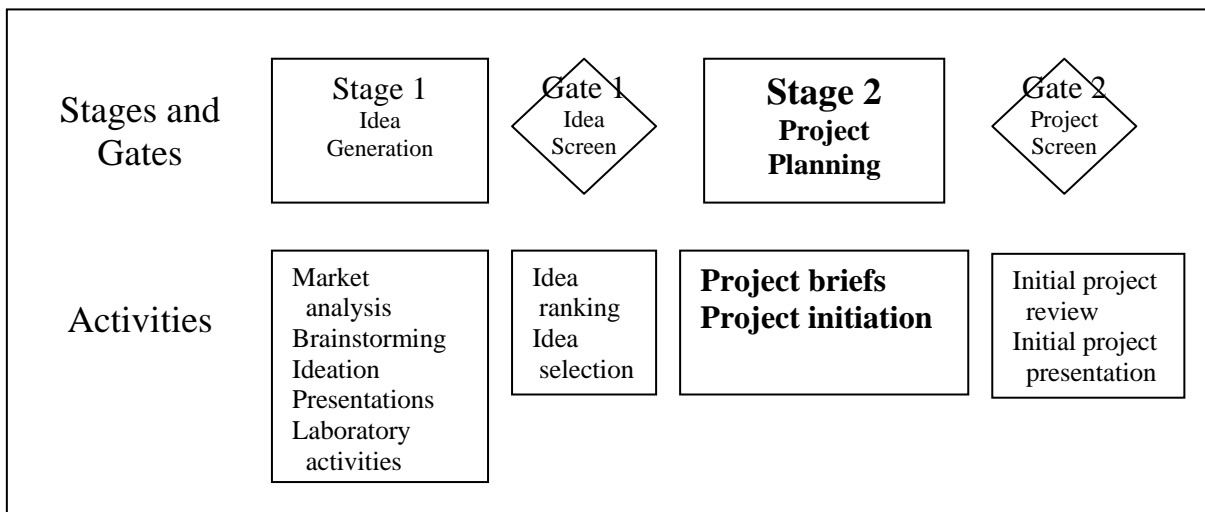 Stages and
Gates
Stage 1
Idea
Generation
Gate 1
Idea
Screen
Stage 2
Project
Planning
Gate 2
Project
Screen
Activities
Market
analysis
Brainstorming
Ideation
Presentations
Laboratory
activities
Idea
ranking
Idea
selection
Project briefs
Project initiation
Initial project
review
Initial project
presentation